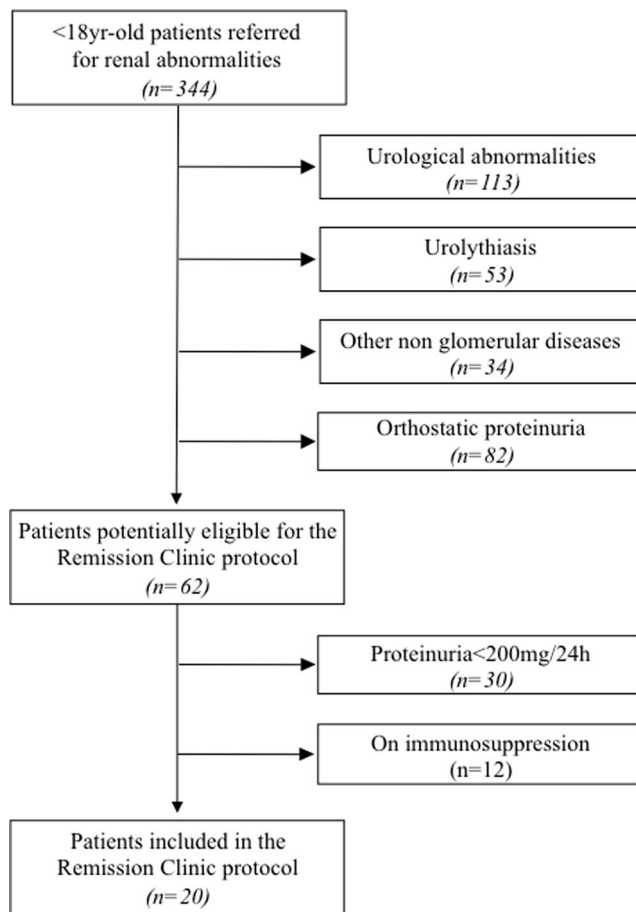 <18yr-old patients referred
for renal abnormalities
(n=344)
Urological abnormalities
(n=113)
Urolythiasis
(n=53)
Other non glomerular diseases
(n=34)
Orthostatic proteinuria
(n=82)
Patients potentially eligible for the
Remission Clinic protocol
(n=62)
Proteinuria<200mg/24h
(n=30)
On immunosuppression
(n=12)
Patients included in the
Remission Clinic protocol
(n=20)